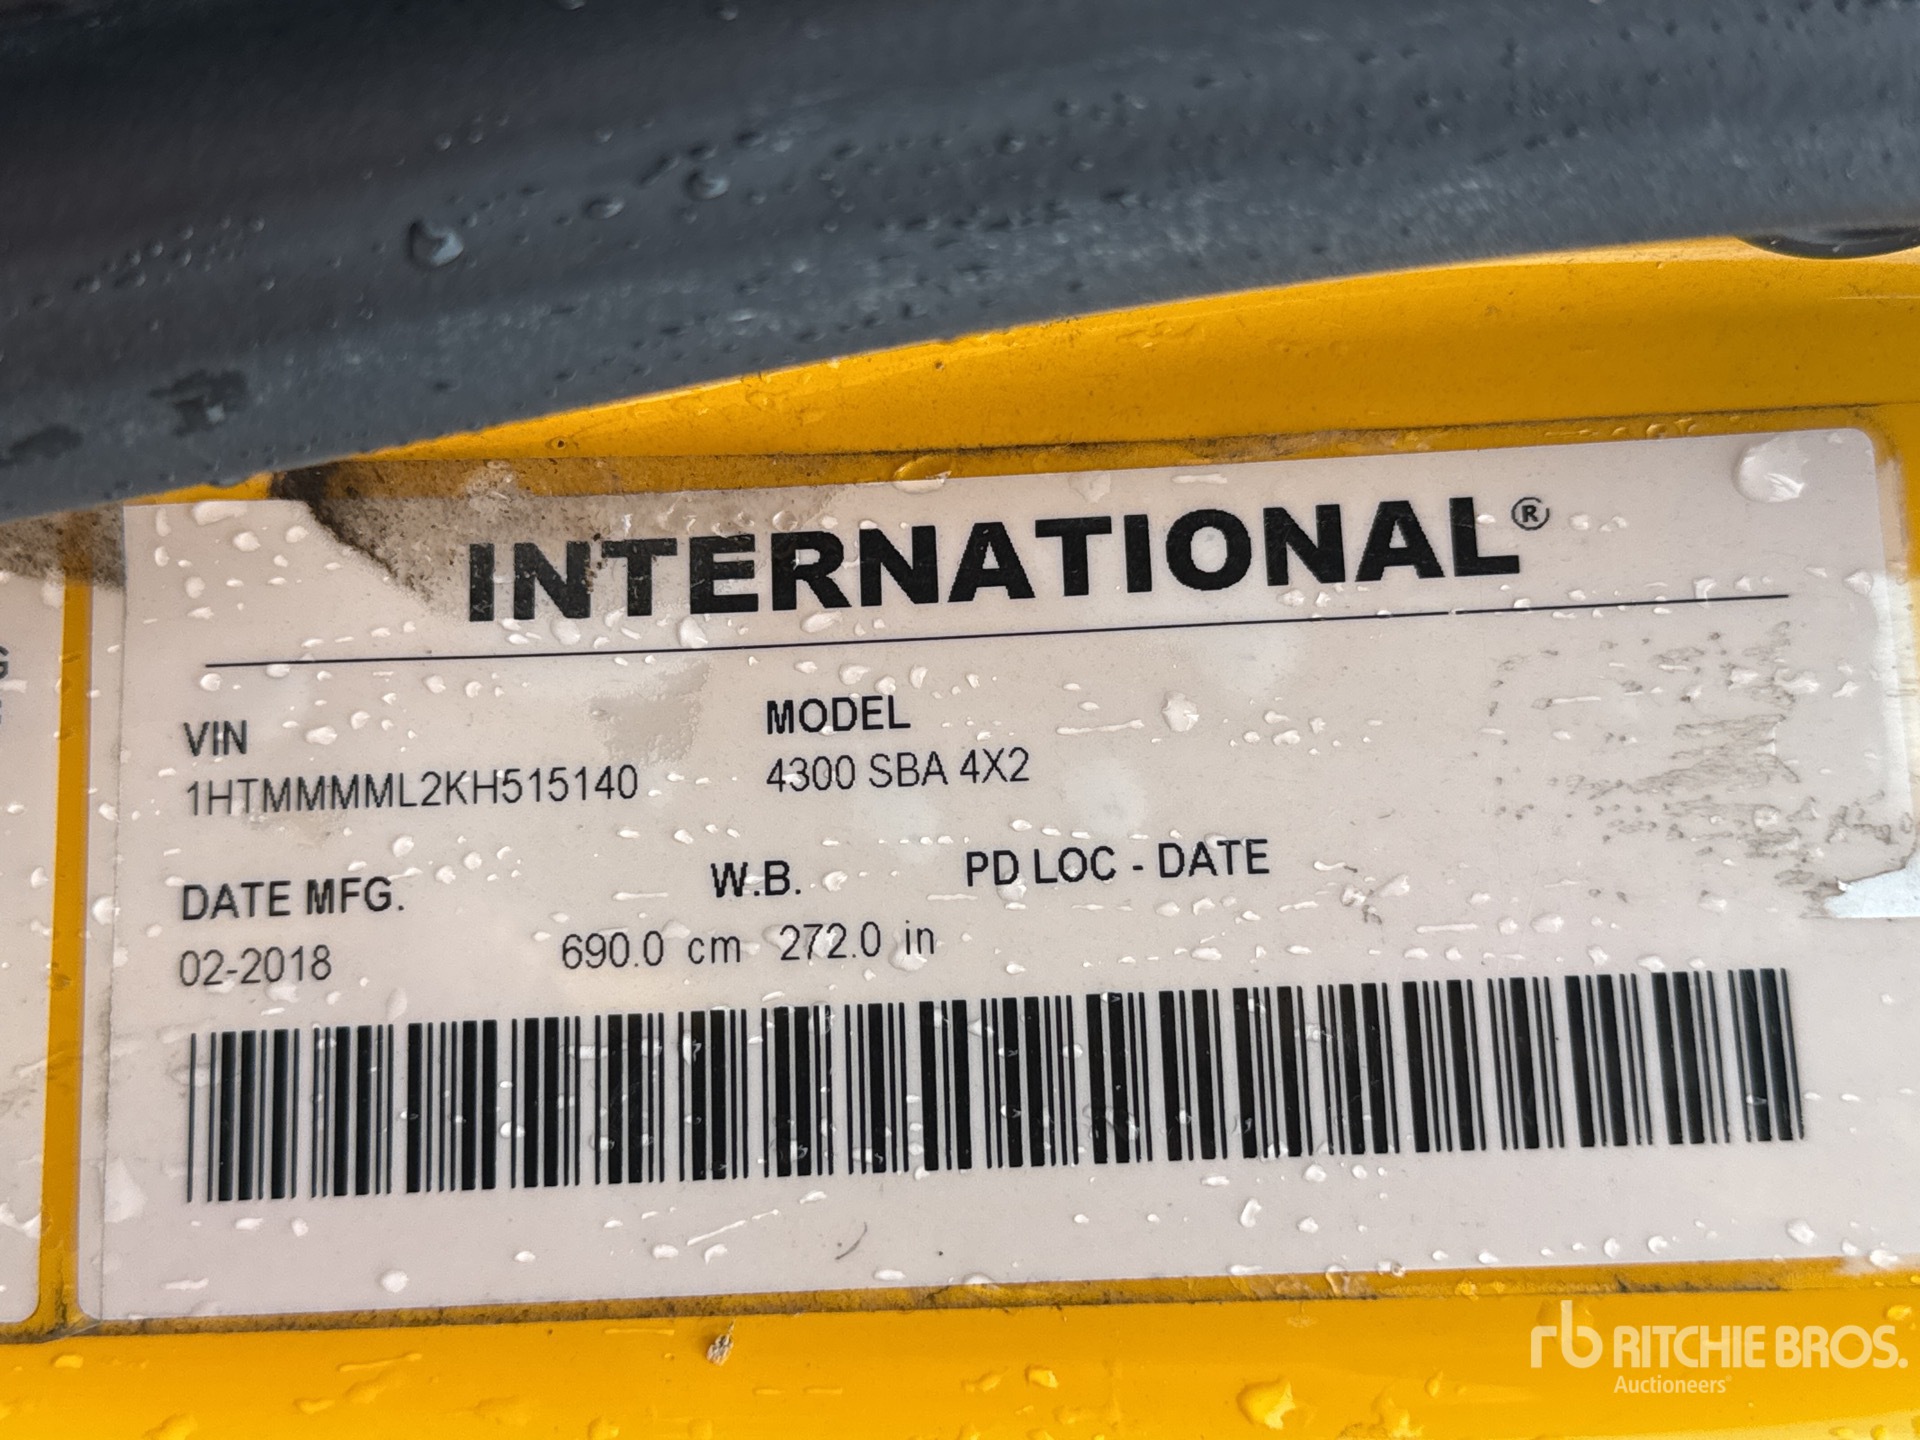 INTERNATIONAL®
VIN
1HTMMMML2KH515140
MODEL
4300 SBA 4X2
DATE MFG.
02-2018
W.B.
690.0 cm 272.0 in
PD LOC - DATE
rb RITCHIE BROS.
Auctioneers